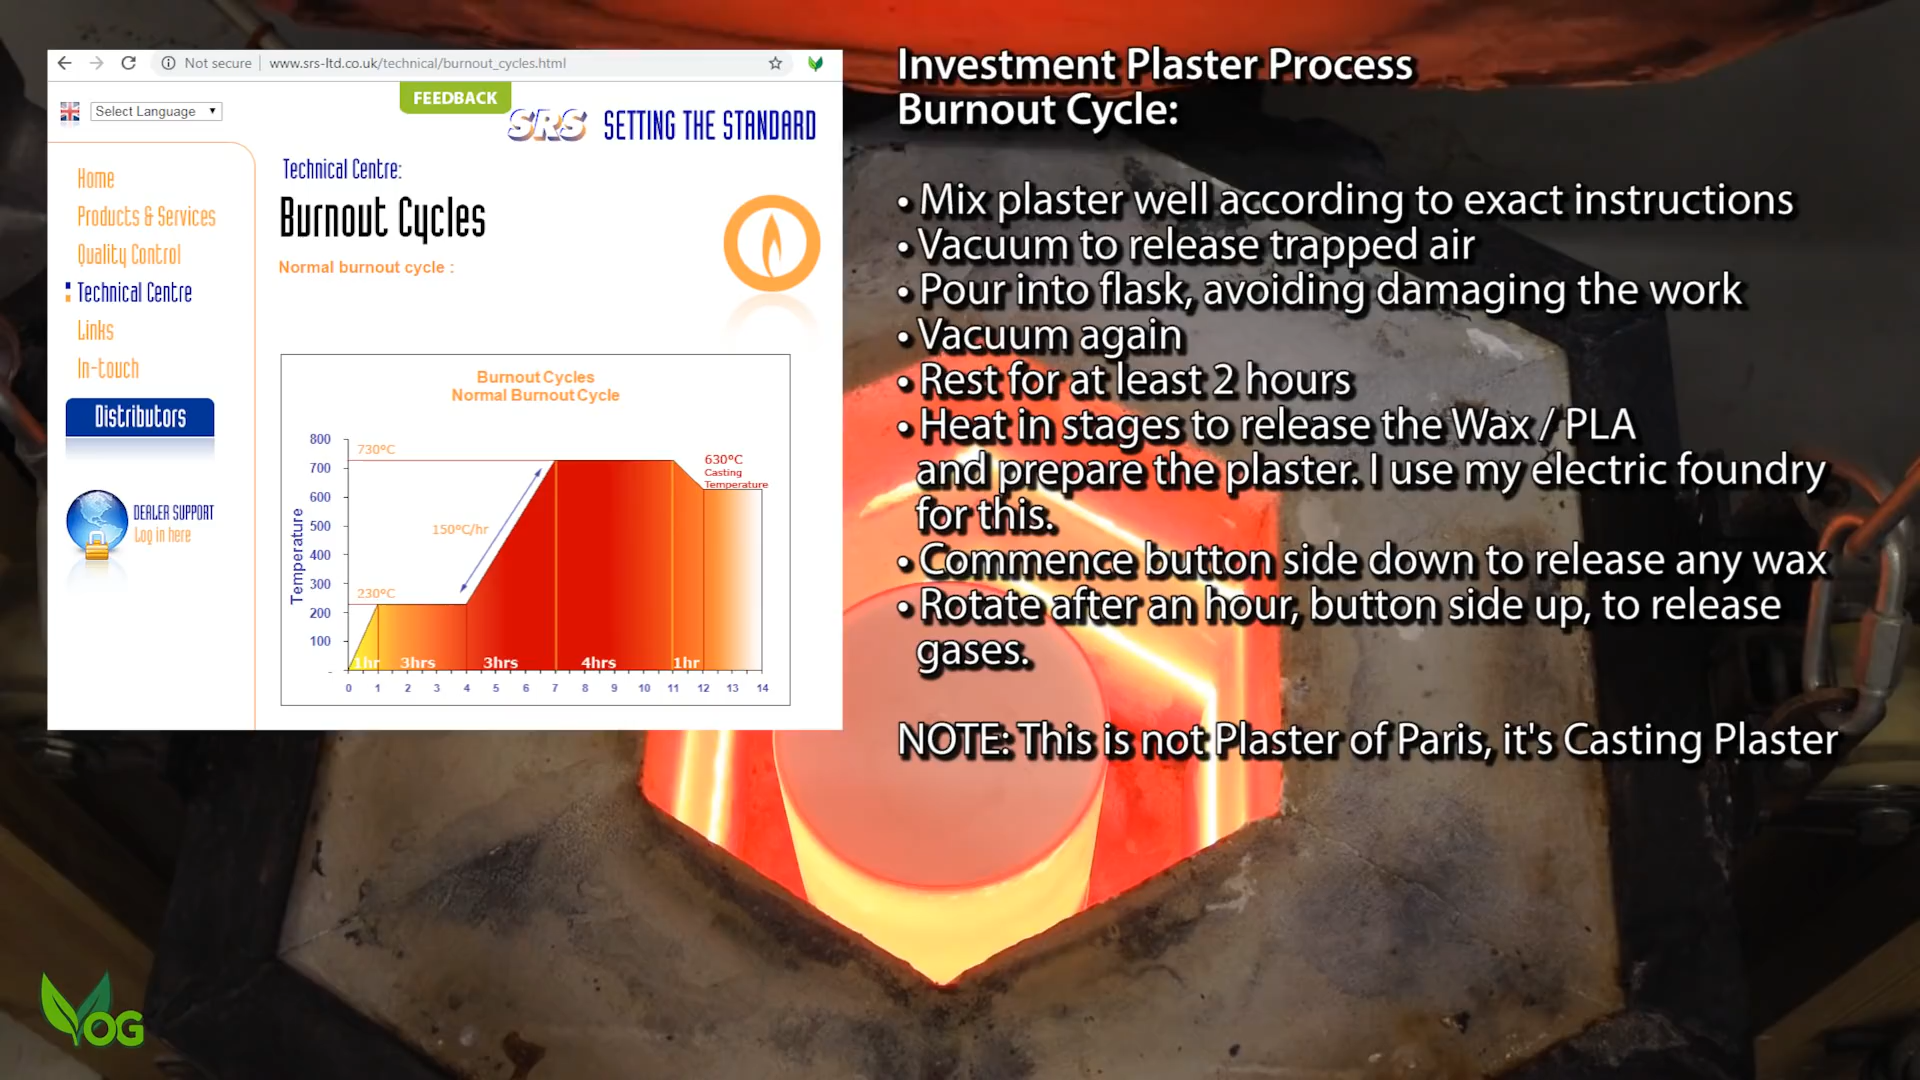 Not secure
www.srs-ltd.co.uk/technical/burnout_cycles.html
Select Language
FEEDBACK
SRS SETTING THE STANDARD
Home
Products & Services
Quality Control
Technical Centre
Links
In-touch
Distributors
DEALER SUPPORT
Log in here
Technical Centre:
Burnout Cycles
Normal burnout cycle :
Burnout Cycles
Normal Burnout Cycle
Temperature
800
700
600
500
400
300
200
100
-
730ºC
230ºC
150ºC/hr
630ºC
Casting
Temperature
1hr 3hrs 3hrs 4hrs 1hr
0 1 2 3 4 5 6 7 8 9 10 11 12 13 14
Investment Plaster Process
Burnout Cycle:
• Mix plaster well according to exact instructions
• Vacuum to release trapped air
• Pour into flask, avoiding damaging the work
• Vacuum again
• Rest for at least 2 hours
• Heat in stages to release the Wax / PLA
and prepare the plaster. I use my electric foundry
for this.
• Commence button side down to release any wax
• Rotate after an hour, button side up, to release
gases.
NOTE: This is not Plaster of Paris, it's Casting Plaster
VOG